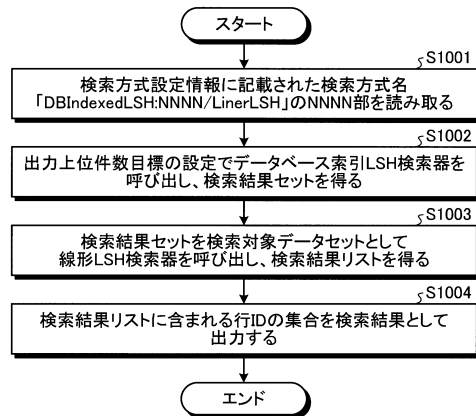 スタート
S1001
検索方式設定情報に記載された検索方式名
「DBIndexedLSH:NNNN/LinerLSH」のNNNN部を読み取る
S1002
出力上位件数目標の設定でデータベース索引LSH検索器を
呼び出し、検索結果セットを得る
S1003
検索結果セットを検索対象データセットとして
線形LSH検索器を呼び出し、検索結果リストを得る
S1004
検索結果リストに含まれる行IDの集合を検索結果として
出力する
エンド